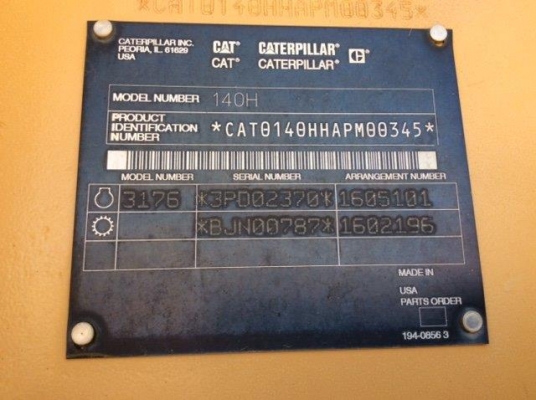 *CAT0140HHAPM00345*
CATERPILLAR INC.
PEORIA, IL 61629
USA
CAT® CATERPILLAR®
CAT® CATERPILLAR® C®
MODEL NUMBER 140H
PRODUCT
IDENTIFICATION
NUMBER *CAT0140HHAPM00345*
MODEL NUMBER SERIAL NUMBER ARRANGEMENT NUMBER
3176 *3PD02370* 1605101
*BJN00787* 1602196
MADE IN
USA
PARTS ORDER
194-0856 3